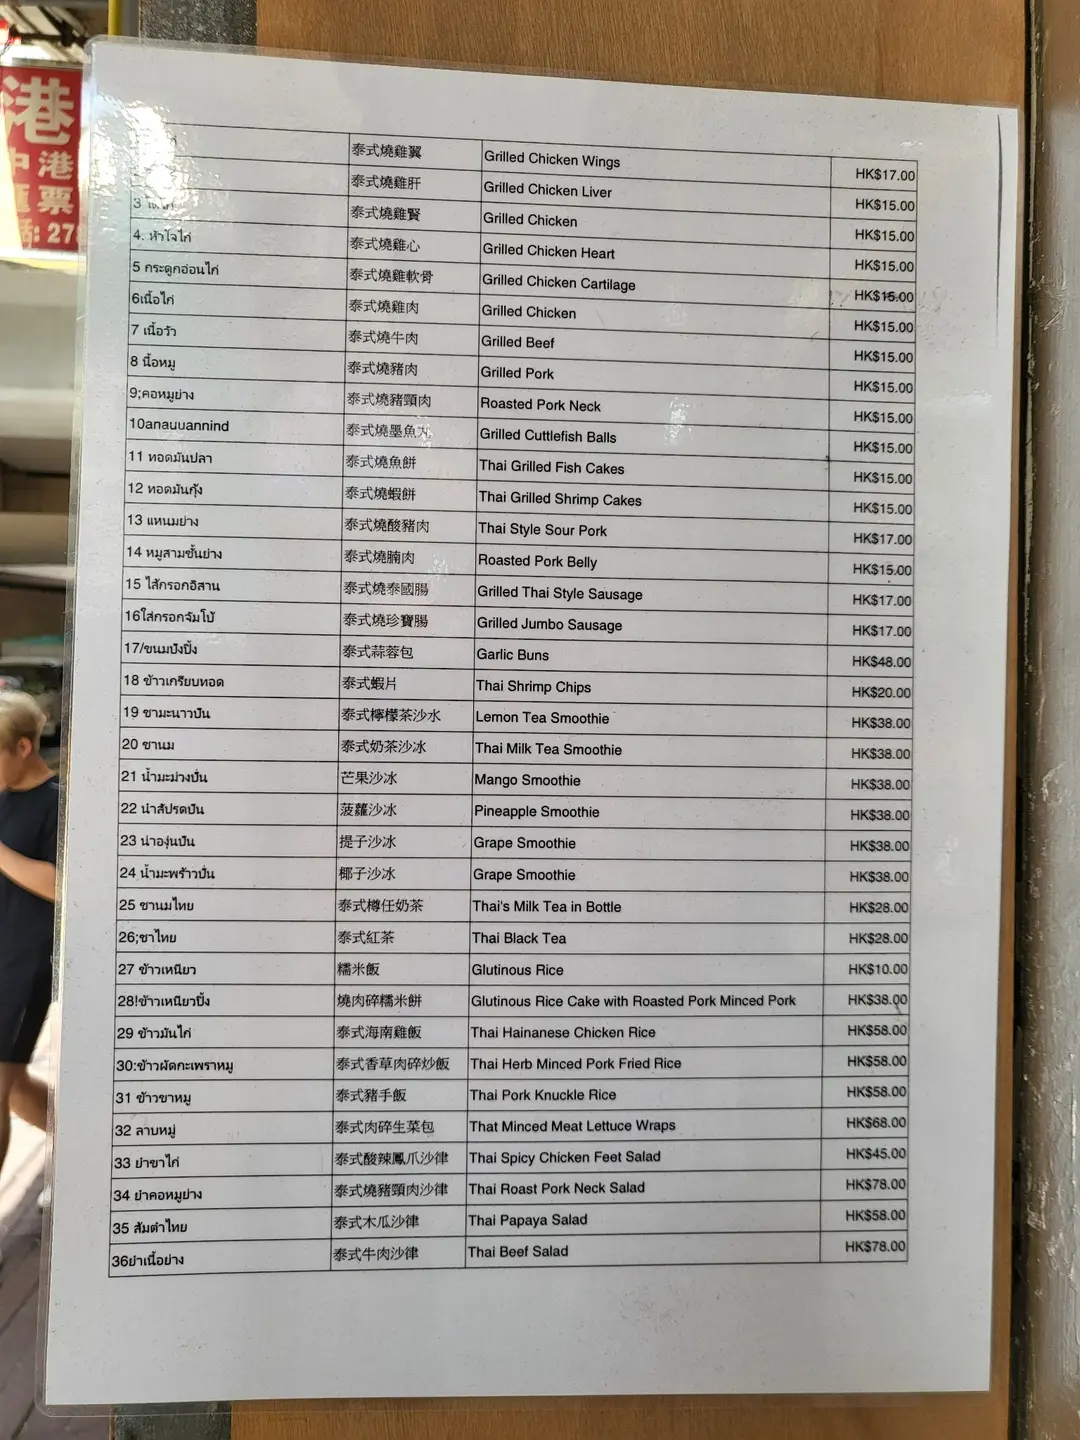 港
中港
票
: 27
泰式燒雞翼 Grilled Chicken Wings HK$17.00
泰式燒雞肝 Grilled Chicken Liver HK$15.00
3 泰式燒雞腎 Grilled Chicken HK$15.00
4. หัวใจไก่ 泰式燒雞心 Grilled Chicken Heart HK$15.00
5 กระดูกอ่อนไก่ 泰式燒雞軟骨 Grilled Chicken Cartilage HK$15.00
6เนื้อไก่ 泰式燒雞肉 Grilled Chicken HK$15.00
7 เนื้อวัว 泰式燒牛肉 Grilled Beef HK$15.00
8 นื้อหมู 泰式燒豬肉 Grilled Pork HK$15.00
9;คอหมูย่าง 泰式燒豬頸肉 Roasted Pork Neck HK$15.00
10anauuannind 泰式燒墨魚丸 Grilled Cuttlefish Balls HK$15.00
11 ทอดมันปลา 泰式燒魚餅 Thai Grilled Fish Cakes HK$15.00
12 ทอดมันกุ้ง 泰式燒蝦餅 Thai Grilled Shrimp Cakes HK$15.00
13 แหนมย่าง 泰式燒酸豬肉 Thai Style Sour Pork HK$17.00
14 หมูสามชั้นย่าง 泰式燒腩肉 Roasted Pork Belly HK$15.00
15 ไส้กรอกอิสาน 泰式燒泰國腸 Grilled Thai Style Sausage HK$17.00
16ใส่กรอกจัมโบ้ 泰式燒珍寶腸 Grilled Jumbo Sausage HK$17.00
17/ขนมปังปิ้ง 泰式蒜蓉包 Garlic Buns HK$48.00
18 ข้าวเกรียบทอด 泰式蝦片 Thai Shrimp Chips HK$20.00
19 ชามะนาวปั่น 泰式檸檬茶沙水 Lemon Tea Smoothie HK$38.00
20 ชานม 泰式奶茶沙冰 Thai Milk Tea Smoothie HK$38.00
21 น้ำมะม่วงปั่น 芒果沙冰 Mango Smoothie HK$38.00
22 นำสัปรดปั่น 菠蘿沙冰 Pineapple Smoothie HK$38.00
23 น่าองุ่นปั่น 提子沙冰 Grape Smoothie HK$38.00
24 น้ำมะพร้าวปั่น 椰子沙冰 Grape Smoothie HK$38.00
25 ชานมไทย 泰式樽任奶茶 Thai's Milk Tea in Bottle HK$28.00
26;ชาไทย 泰式紅茶 Thai Black Tea HK$28.00
27 ข้าวเหนียว 糯米飯 Glutinous Rice HK$10.00
28!ข้าวเหนียวปิ้ง 燒肉碎糯米餅 Glutinous Rice Cake with Roasted Pork Minced Pork HK$38.00
29 ข้าวมันไก่ 泰式海南雞飯 Thai Hainanese Chicken Rice HK$58.00
30:ข้าวผัดกะเพราหมู 泰式香草肉碎炒飯 Thai Herb Minced Pork Fried Rice HK$58.00
31 ข้าวขาหมู 泰式豬手飯 Thai Pork Knuckle Rice HK$58.00
32 ลาบหมู่ 泰式肉碎生菜包 That Minced Meat Lettuce Wraps HK$68.00
33 ยำขาไก่ 泰式酸辣鳳爪沙律 Thai Spicy Chicken Feet Salad HK$45.00
34 ยำคอหมูย่าง 泰式燒豬頸肉沙律 Thai Roast Pork Neck Salad HK$78.00
35 ส้มตำไทย 泰式木瓜沙律 Thai Papaya Salad HK$58.00
36ยำเนื้อย่าง 泰式牛肉沙律 Thai Beef Salad HK$78.00